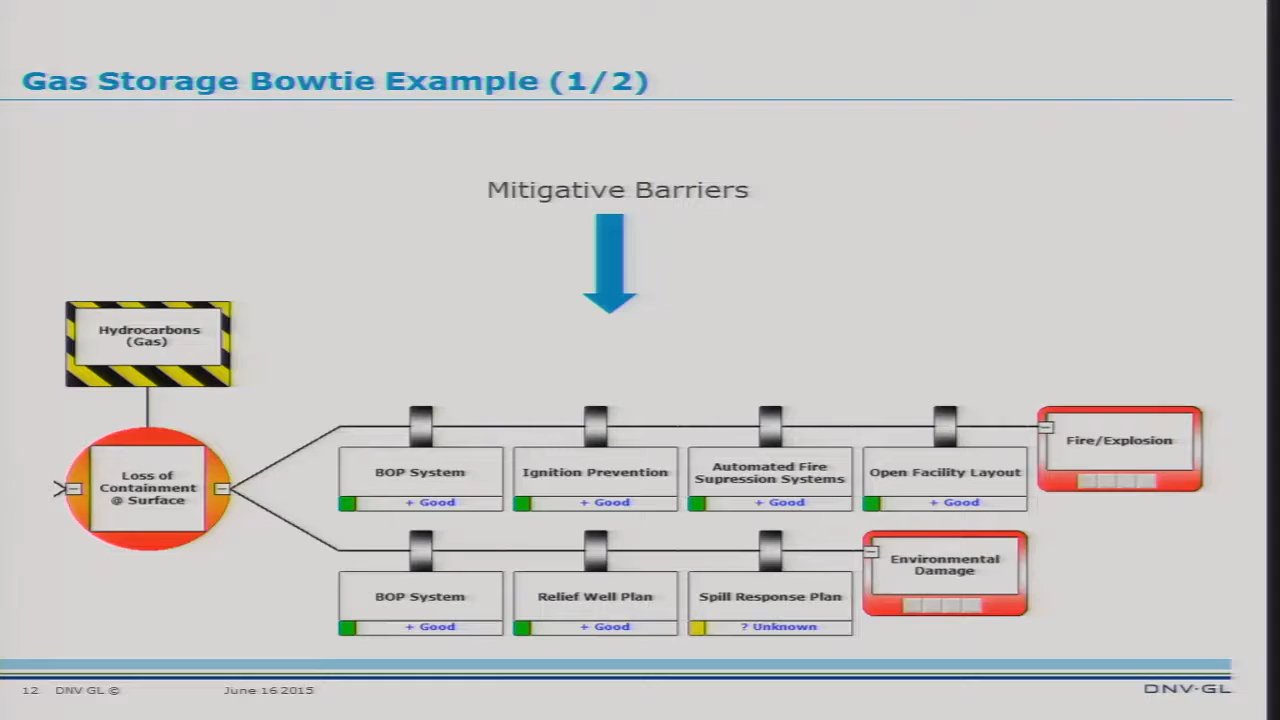 Gas Storage Bowtie Example (1/2)
Mitigative Barriers
Hydrocarbons
(Gas)
Loss of
Containment
@ Surface
BOP System
+ Good
Ignition Prevention
+ Good
Automated Fire
Supression Systems
+ Good
Open Facility Layout
+ Good
Fire/Explosion
BOP System
+ Good
Relief Well Plan
+ Good
Spill Response Plan
? Unknown
Environmental
Damage
12 DNV GL © June 16 2015
DNV·GL